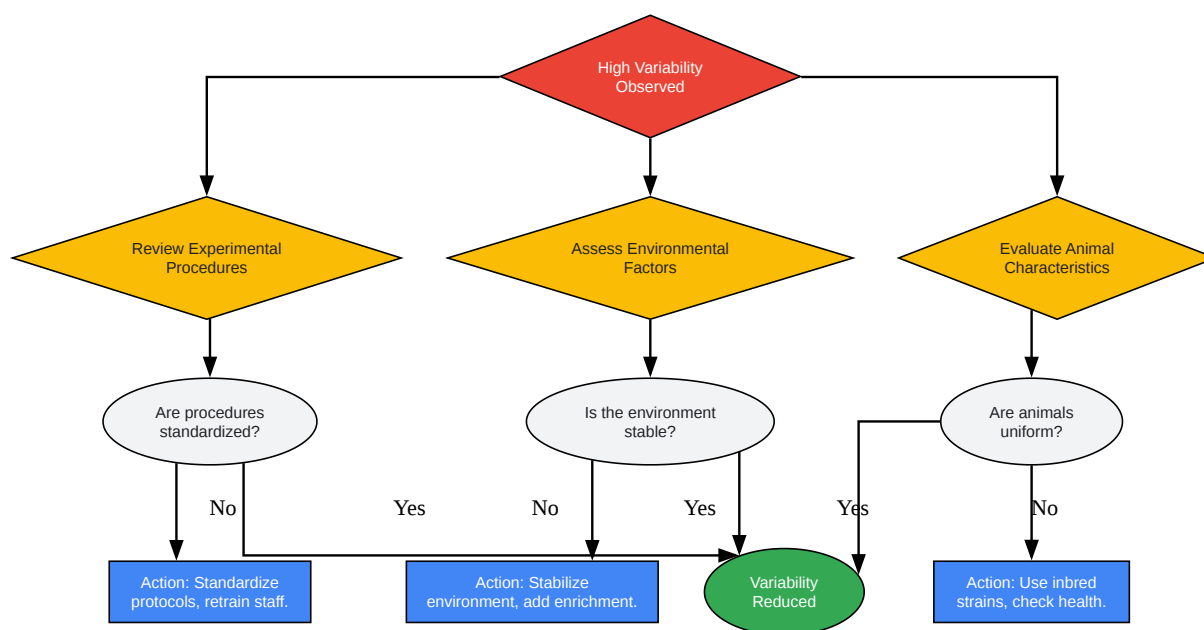 High Variability
Observed
Review Experimental
Procedures
Assess Environmental
Factors
Evaluate Animal
Characteristics
Are procedures
standardized?
Is the environment
stable?
Are animals
uniform?
No
Yes
No
Yes
Yes
No
Action: Standardize
protocols, retrain staff.
Action: Stabilize
environment, add enrichment.
Variability
Reduced
Action: Use inbred
strains, check health.